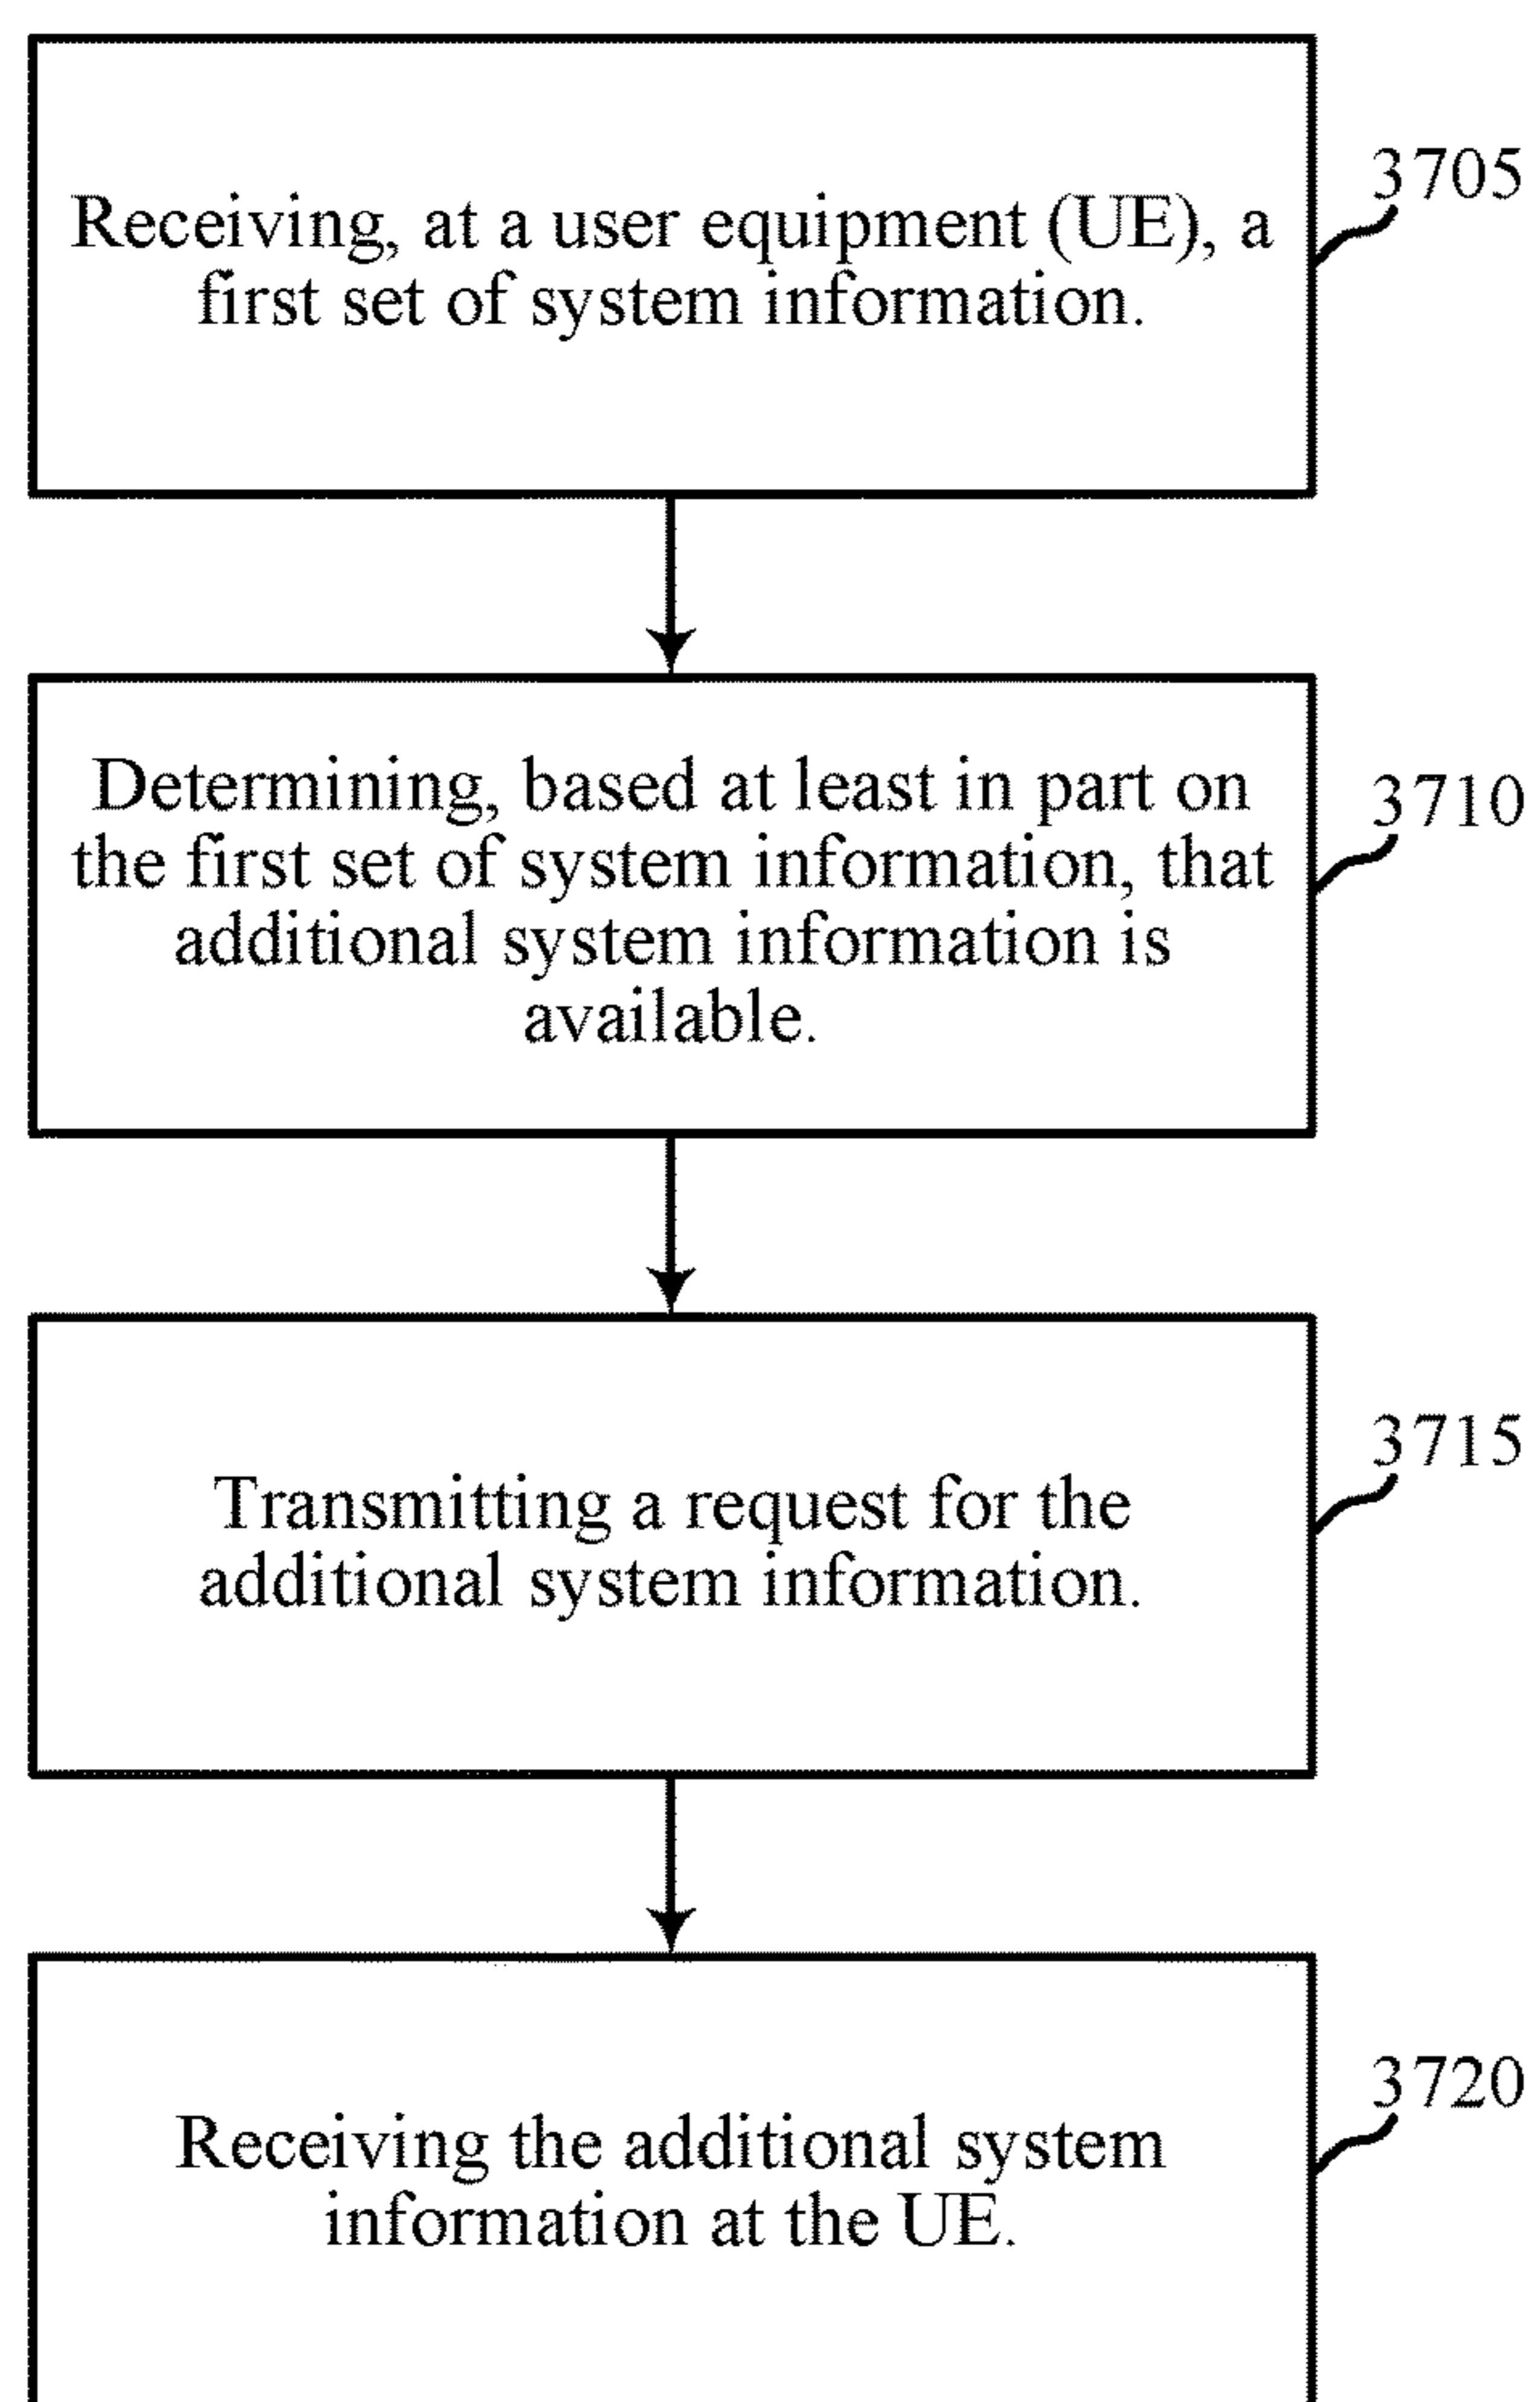 Receiving, at a user equipment (UE), a
first set of system information.
3705
Determining, based at least in part on
the first set of system information, that
additional system information is
available.
3710
Transmitting a request for the
additional system information.
3715
Receiving the additional system
information at the UE.
3720